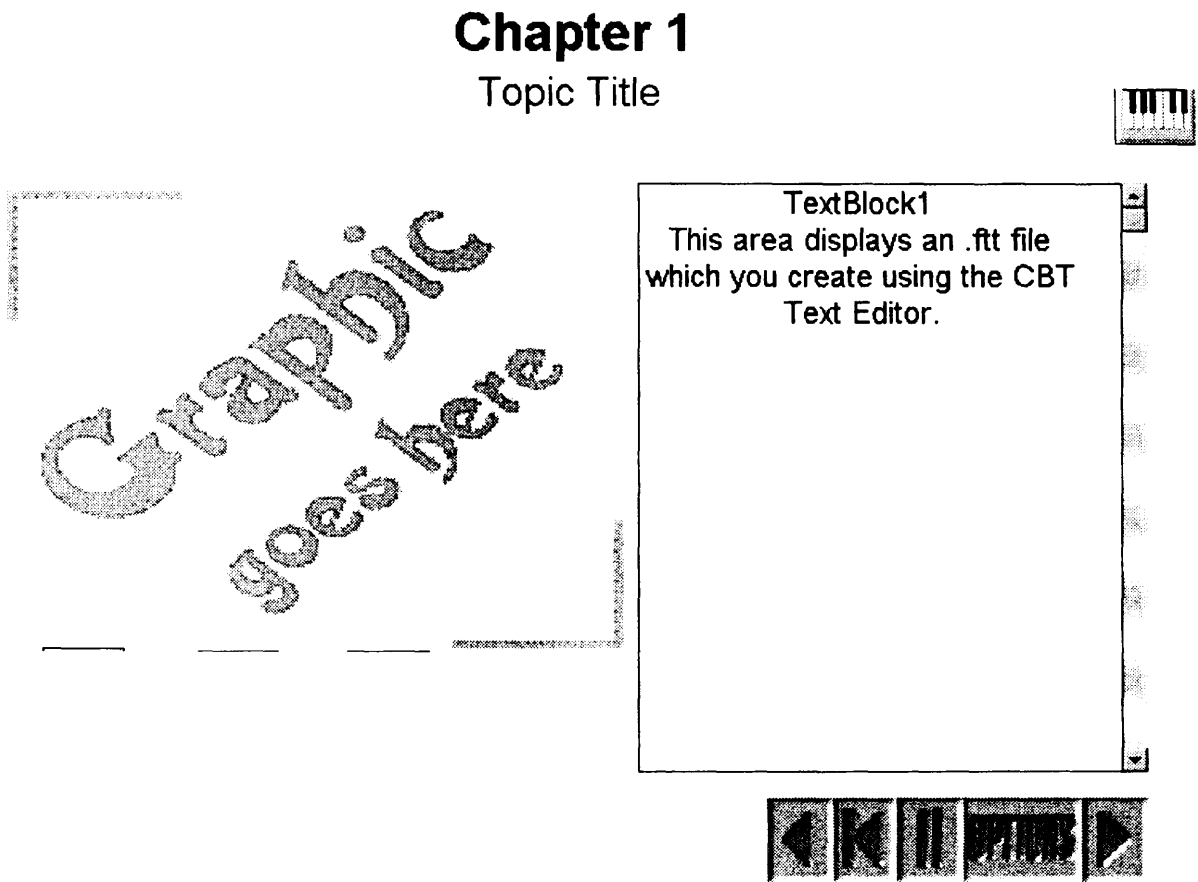 Chapter 1
Topic Title
Graphic
goes here
TextBlock1
This area displays an .ftt file
which you create using the CBT
Text Editor.
OPTIONS